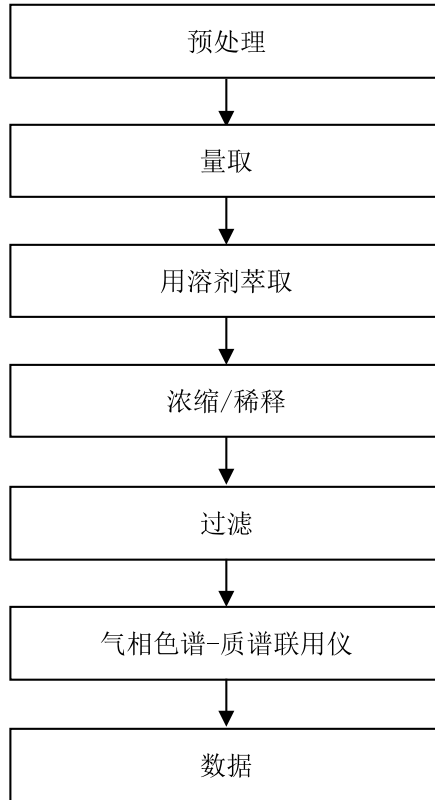 预处理
量取
用溶剂萃取
浓缩/稀释
过滤
气相色谱-质谱联用仪
数据